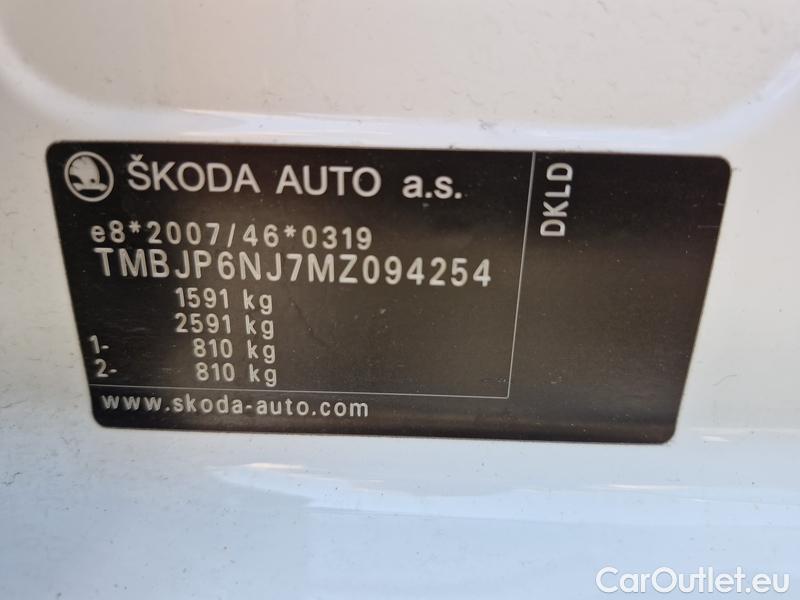 ŠKODA AUTO a.s.
e8*2007/46*0319
TMBJP6NJ7MZ094254
1591 kg
2591 kg
1- 810 kg
2- 810 kg
www.skoda-auto.com
DKLD
CarOutlet.eu